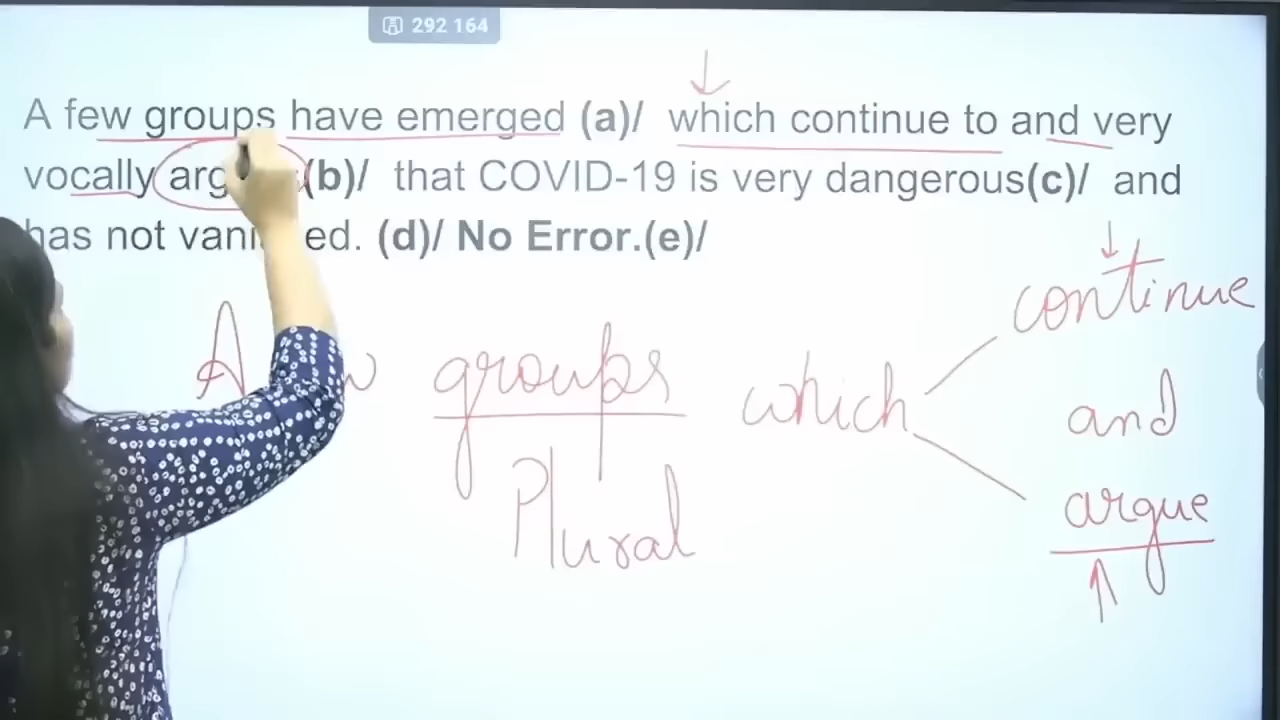 292 164
A few groups have emerged (a)/ which continue to and very
vocally (b)/ that COVID-19 is very dangerous(c)/ and
has not (d)/ No Error.(e)/
A groups which
continue
and
argue
Plural